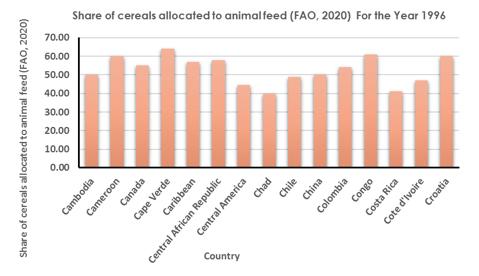 Share of cereals allocated to animal feed (FAO, 2020) For the Year 1996
Share of cereals allocated to animal feed (FAO, 2020)
70.00
60.00
50.00
40.00
30.00
20.00
10.00
0.00
Cambodia
Cameroon
Canada
Cape Verde
Caribbean
Central African Republic
Central America
Chad
Chile
China
Colombia
Congo
Costa Rica
Cote d'Ivoire
Croatia
Country